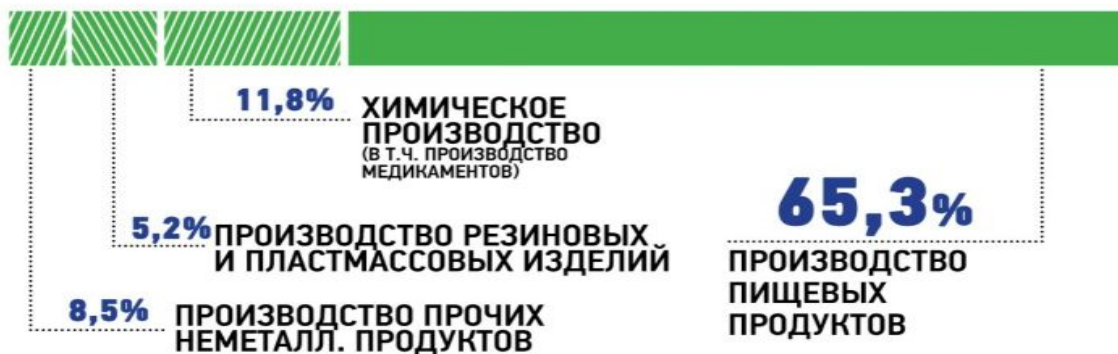 11,8%
ХИМИЧЕСКОЕ
ПРОИЗВОДСТВО
(В Т.Ч. ПРОИЗВОДСТВО
МЕДИКАМЕНТОВ)
5,2%
ПРОИЗВОДСТВО РЕЗИНОВЫХ
И ПЛАСТМАССОВЫХ ИЗДЕЛИЙ
8,5%
ПРОИЗВОДСТВО ПРОЧИХ
НЕМЕТАЛЛ. ПРОДУКТОВ
65,3%
ПРОИЗВОДСТВО
ПИЩЕВЫХ
ПРОДУКТОВ